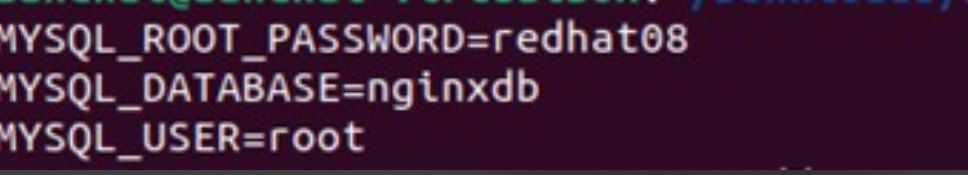 MYSQL_ROOT_PASSWORD=redhat08
MYSQL_DATABASE=nginxdb
MYSQL_USER=root